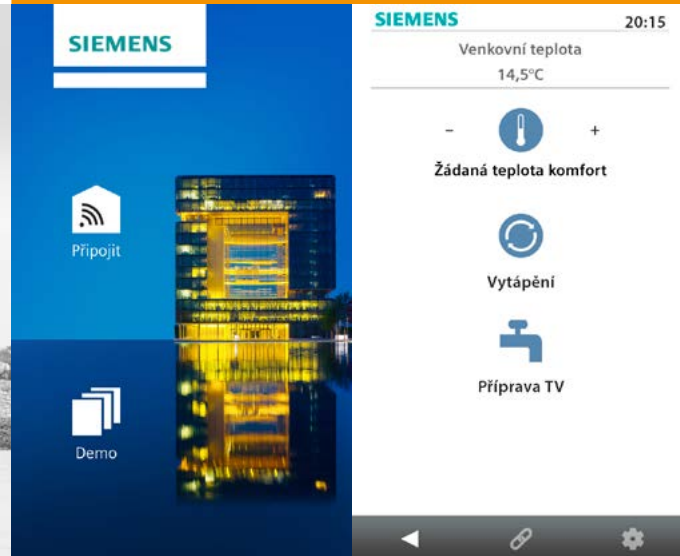 SIEMENS
Připojit
Demo
SIEMENS 20:15
Venkovní teplota
14,5°C
- +
Žádaná teplota komfort
Vytápění
Příprava TV